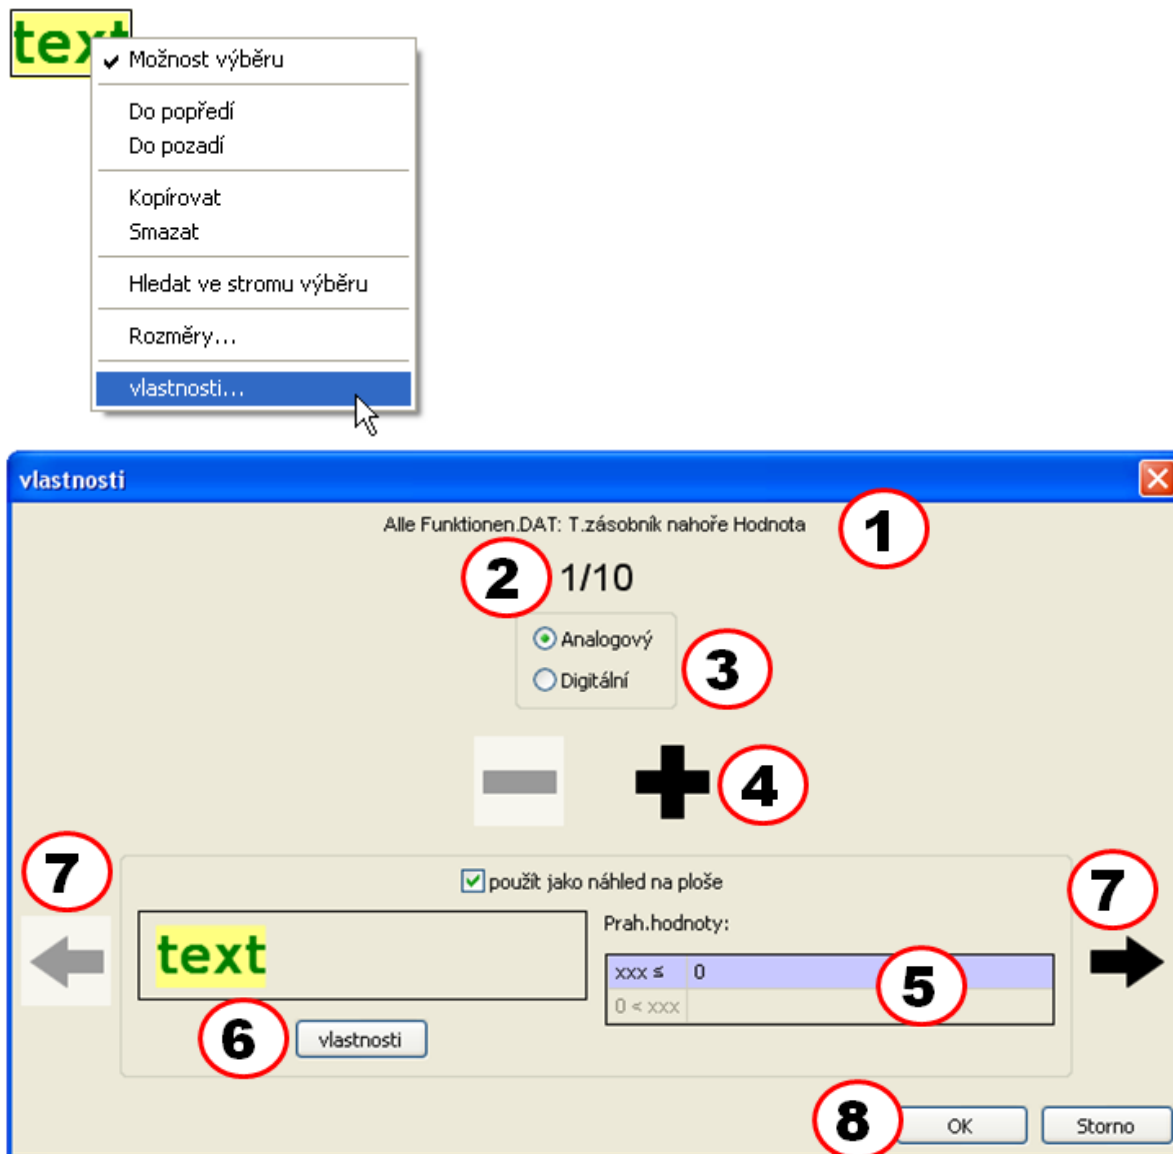 text
Možnost výběru
Do popředí
Do pozadí
Kopírovat
Smazat
Hledat ve stromu výběru
Rozměry...
vlastnosti...
vlastnosti
Alle Funktionen.DAT: T.zásobník nahoře Hodnota
1
2
1/10
Analogový
Digitální
3
4
7
použít jako náhled na ploše
7
text
Prah.hodnoty:
xxx ≤ 0
0 < xxx
5
6
vlastnosti
8
OK
Storno